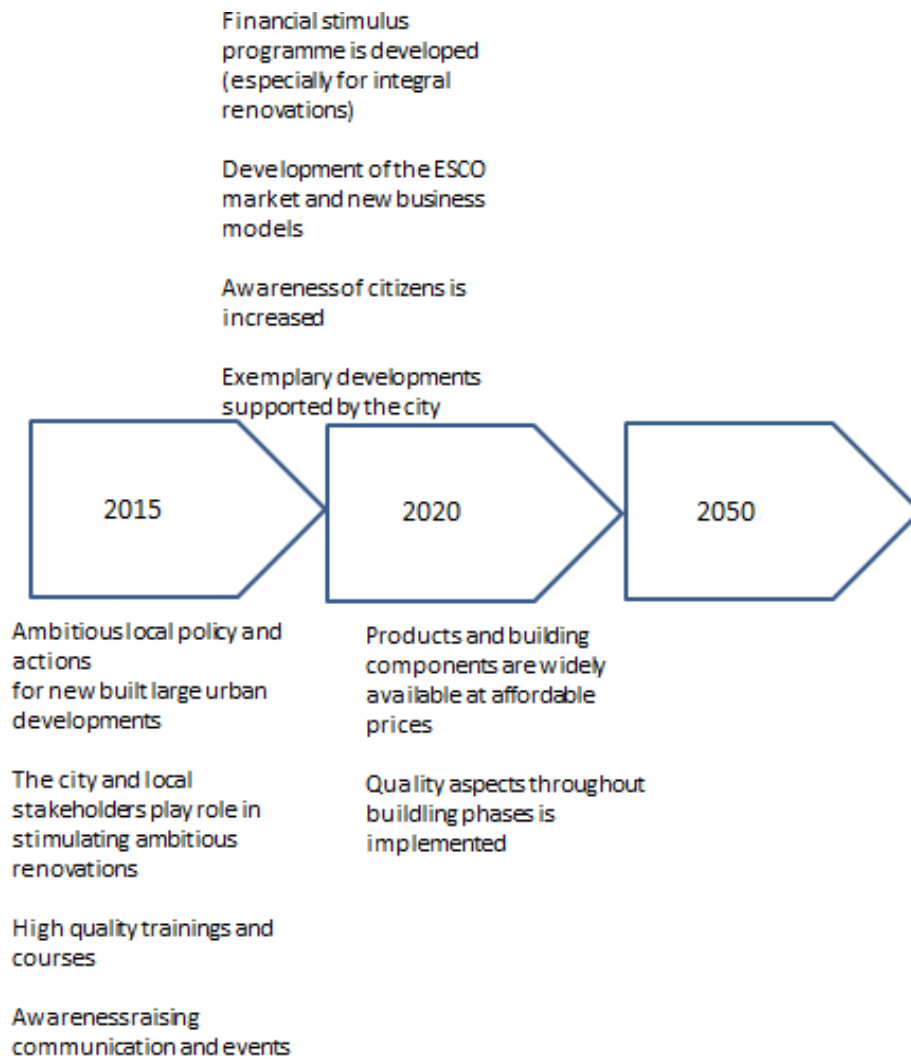 Financial stimulus
programme is developed
(especially for integral
renovations)
Development of the ESCO
market and new business
models
Awareness of citizens is
increased
Exemplary developments
supported by the city
2015
2020
2050
Ambitious local policy and
actions
for new built large urban
developments
The city and local
stakeholders play role in
stimulating ambitious
renovations
High quality trainings and
courses
Awareness raising
communication and events
Products and building
components are widely
available at affordable
prices
Quality aspects throughout
buildling phases is
implemented